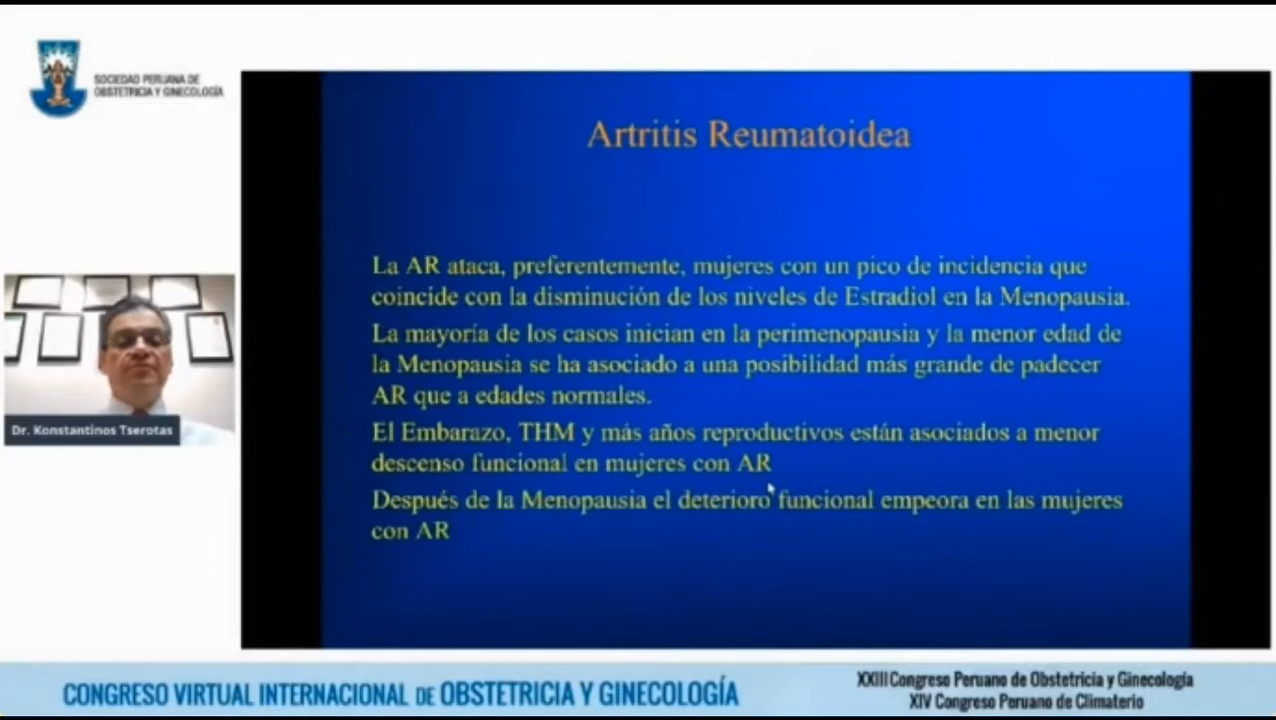 SOCIEDAD PERUANA DE
OBSTETRICIA Y GINECOLOGÍA
Artritis Reumatoidea
La AR ataca, preferentemente, mujeres con un pico de incidencia que
coincide con la disminución de los niveles de Estradiol en la Menopausia.
La mayoría de los casos inician en la perimenopausia y la menor edad de
la Menopausia se ha asociado a una posibilidad más grande de padecer
AR que a edades normales.
El Embarazo, THM y más años reproductivos están asociados a menor
descenso funcional en mujeres con AR
Después de la Menopausia el deterioro funcional empeora en las mujeres
con AR
Dr. Konstantinos Tserotas
CONGRESO VIRTUAL INTERNACIONAL DE OBSTETRICIA Y GINECOLOGÍA
XXIII Congreso Peruano de Obstetricia y Ginecología
XIV Congreso Peruano de Climaterio